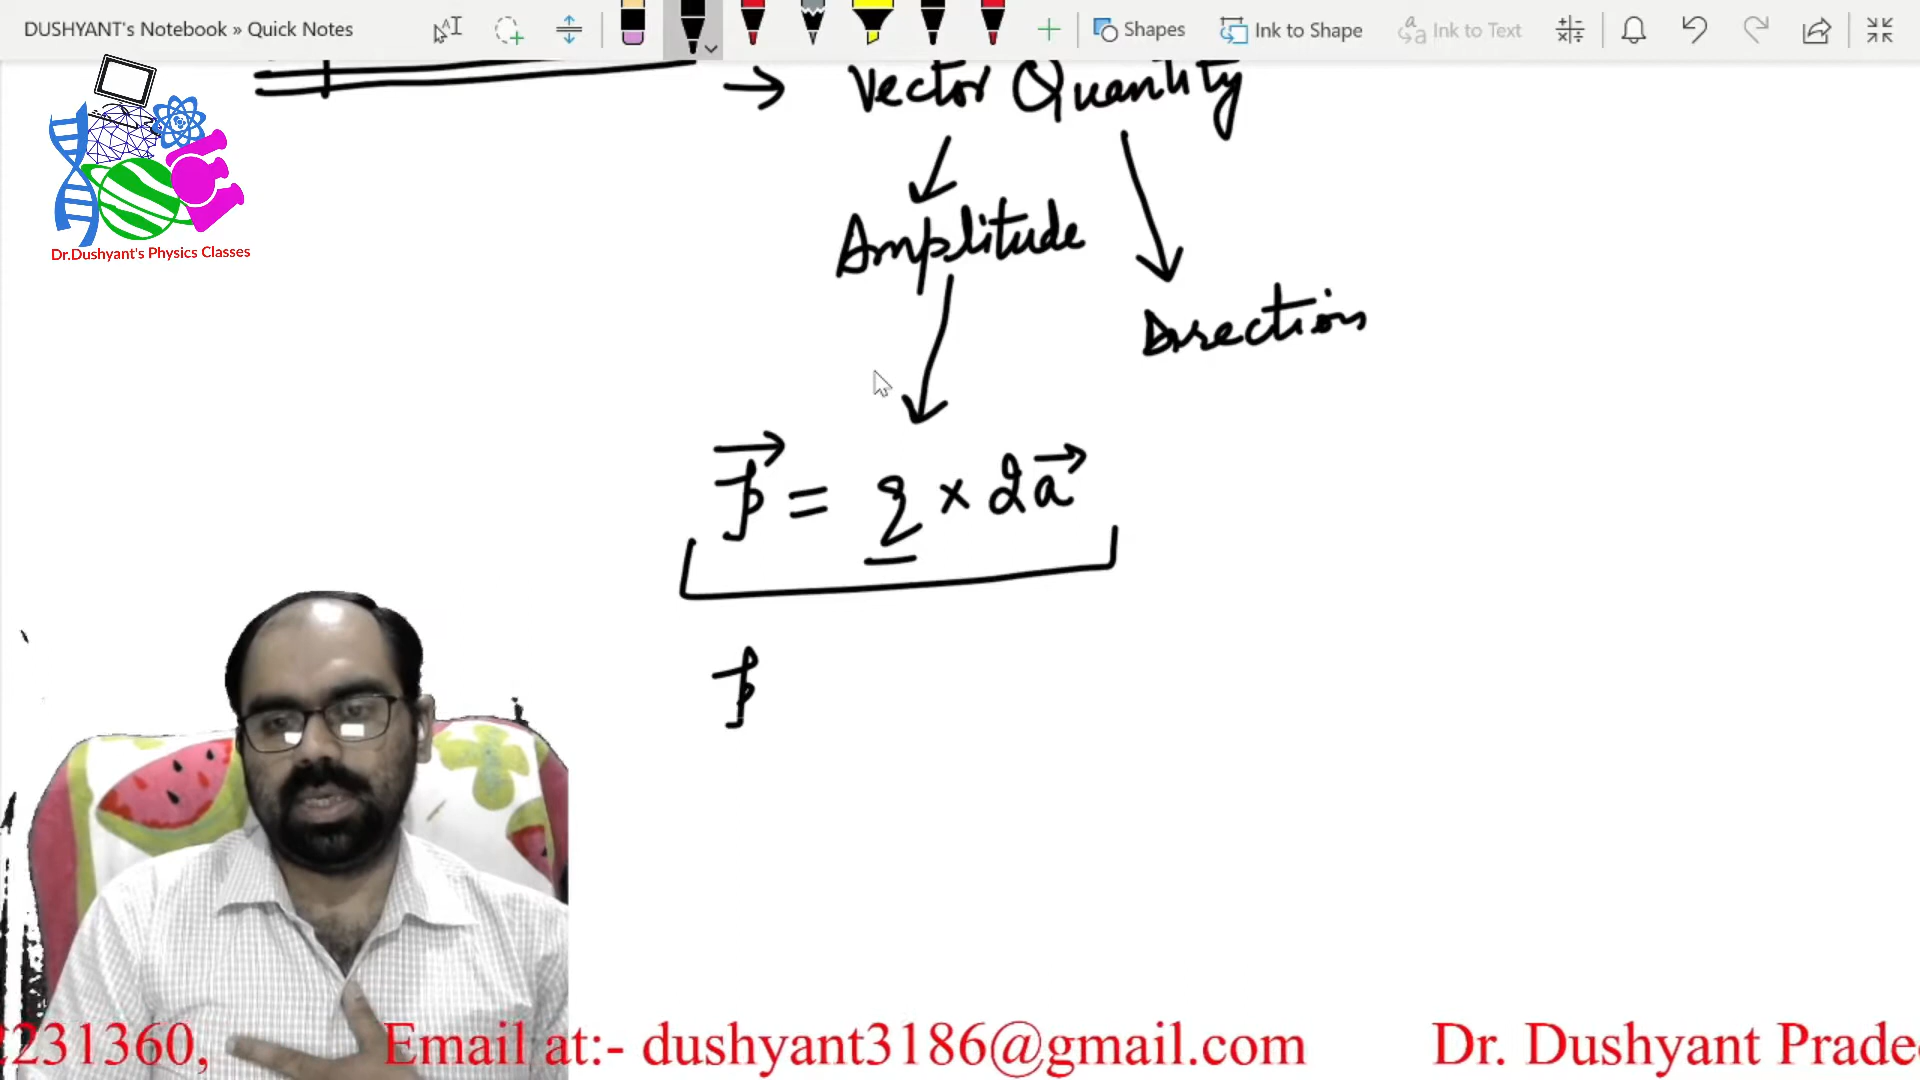 DUSHYANT's Notebook » Quick Notes
Shapes
Ink to Shape
Ink to Text
→ Vector Quantity
Dr.Dushyant's Physics Classes
Amplitude
Direction
p⃗ = q × 2a⃗
p
2231360, Email at:- dushyant3186@gmail.com Dr. Dushyant Prade